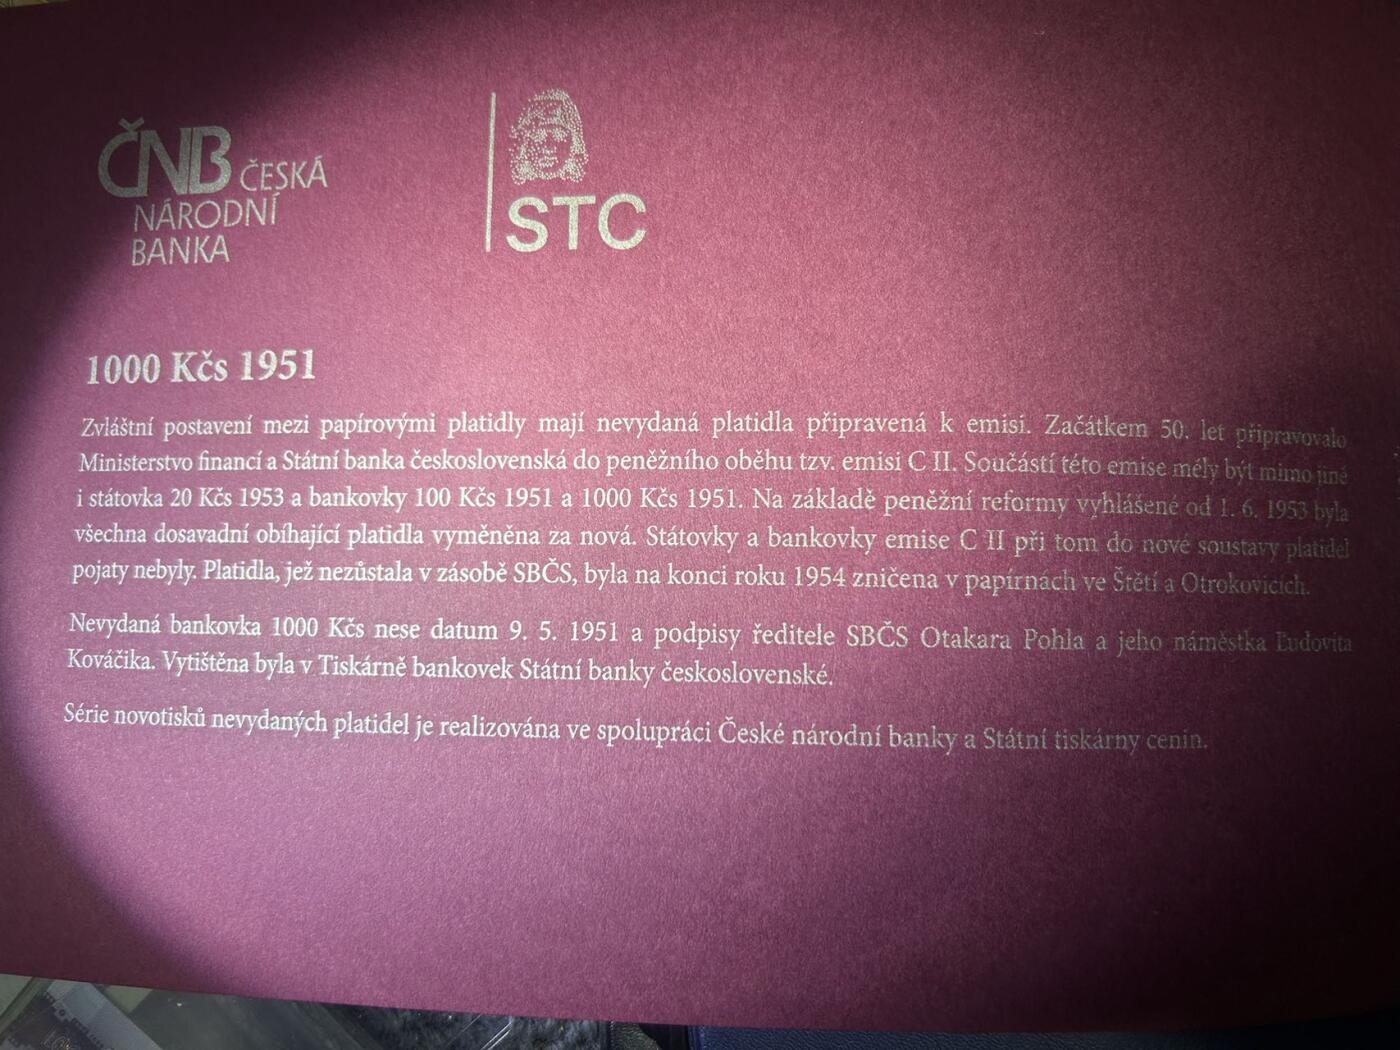 ČNB ČESKÁ
NÁRODNÍ
BANKA
STC
1000 Kčs 1951
Zvláštní postavení mezi papírovými platidly mají nevydaná platidla připravená k emisi. Začátkem 50. let připravovalo
Ministerstvo financí a Státní banka československá do peněžního oběhu tzv. emisi C II. Součástí této emise měly být mimo jiné
i státovka 20 Kčs 1953 a bankovky 100 Kčs 1951 a 1000 Kčs 1951. Na základě peněžní reformy vyhlášené od 1. 6. 1953 byla
všechna dosavadní obíhající platidla vyměněna za nová. Státovky a bankovky emise C II při tom do nové soustavy platidel
pojaty nebyly. Platidla, jež nezůstala v zásobě SBČS, byla na konci roku 1954 zničena v papírnách ve Štětí a Otrokovicích.
Nevydaná bankovka 1000 Kčs nese datum 9. 5. 1951 a podpisy ředitele SBČS Otakara Pohla a jeho náměstka Ľudovíta
Kováčika. Vytištěna byla v Tiskárně bankovek Státní banky československé.
Série novotisků nevydaných platidel je realizována ve spolupráci České národní banky a Státní tiskárny cenin.